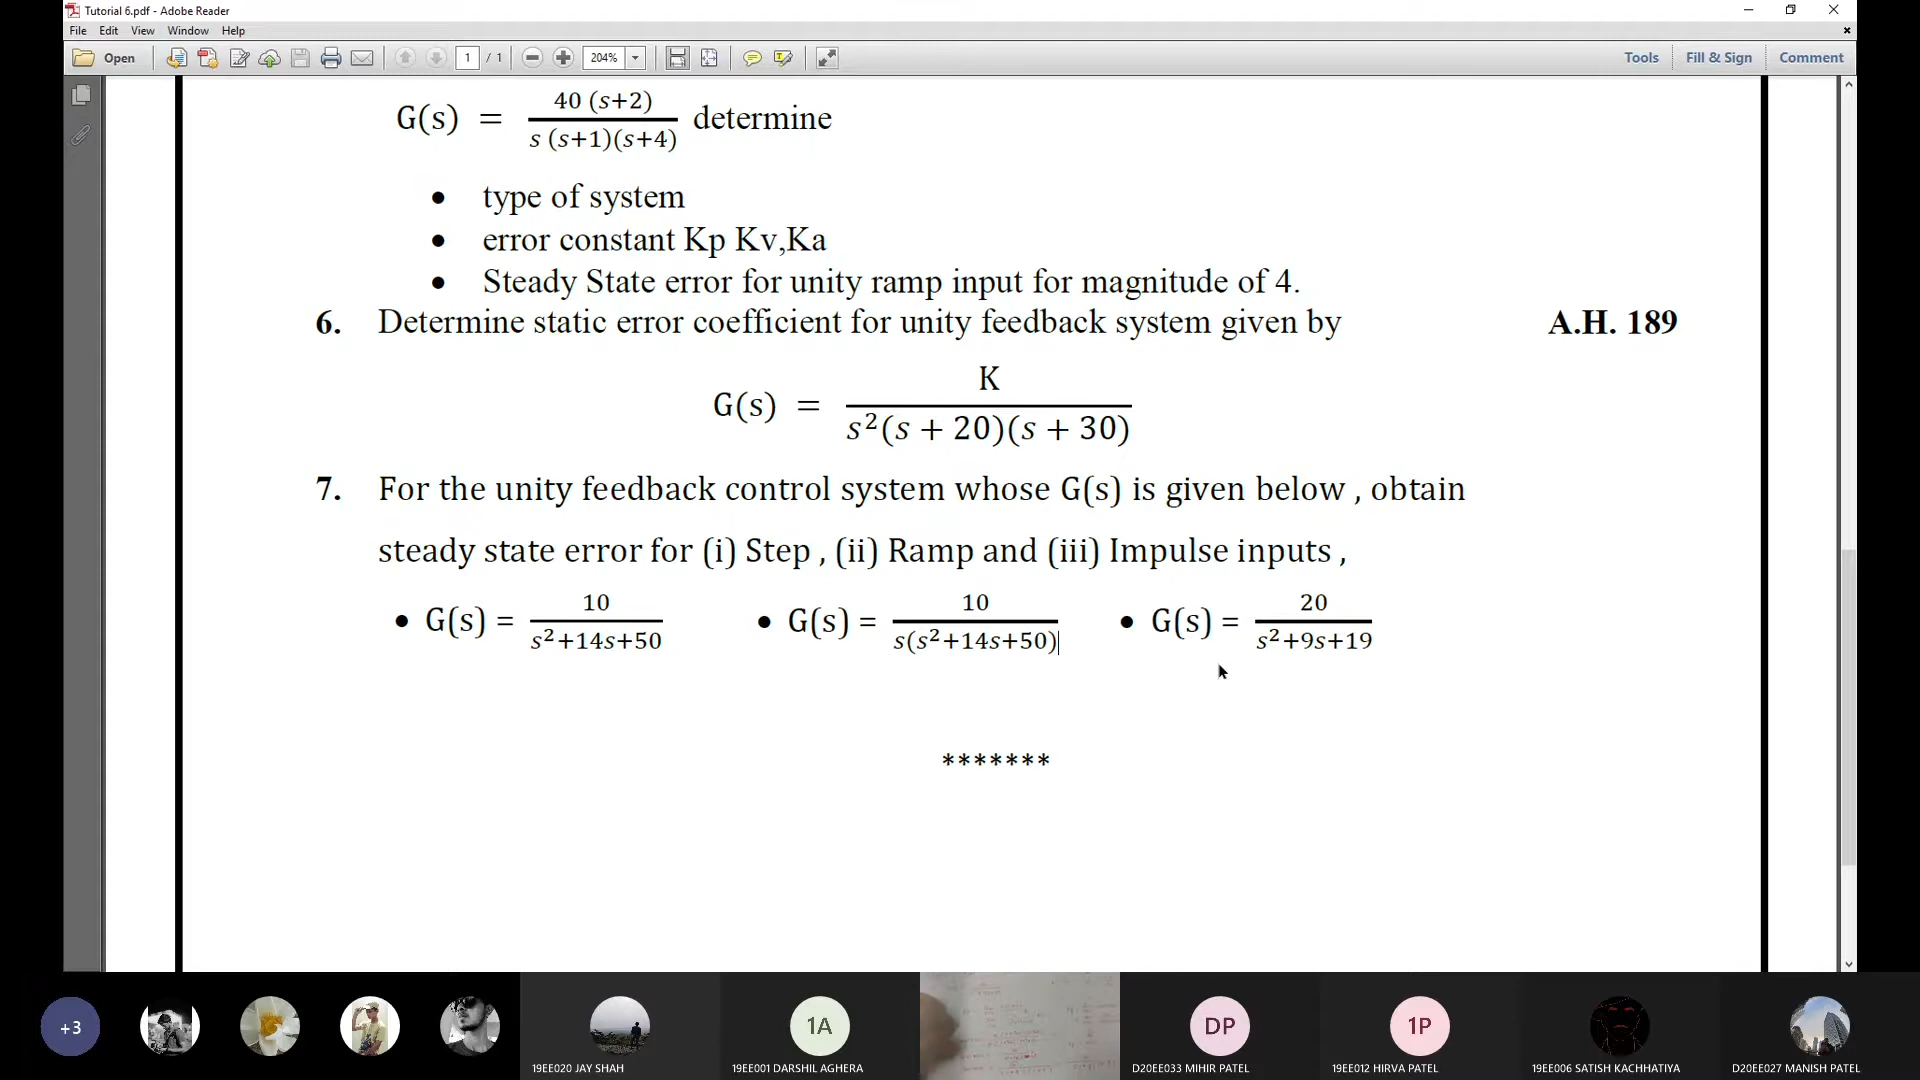 Tutorial 6.pdf - Adobe Reader
File Edit View Window Help
Open 1 / 1 204% Tools Fill & Sign Comment
G(s) = 40 (s+2) / s (s+1)(s+4) determine
• type of system
• error constant Kp Kv,Ka
• Steady State error for unity ramp input for magnitude of 4.
6. Determine static error coefficient for unity feedback system given by A.H. 189
G(s) = K / s²(s + 20)(s + 30)
7. For the unity feedback control system whose G(s) is given below , obtain
steady state error for (i) Step , (ii) Ramp and (iii) Impulse inputs ,
• G(s) = 10 / s²+14s+50 • G(s) = 10 / s(s²+14s+50) • G(s) = 20 / s²+9s+19
*******
+3 1A DP 1P
19EE020 JAY SHAH 19EE001 DARSHIL AGHERA D20EE033 MIHIR PATEL 19EE012 HIRVA PATEL 19EE006 SATISH KACHHATIYA D20EE027 MANISH PATEL